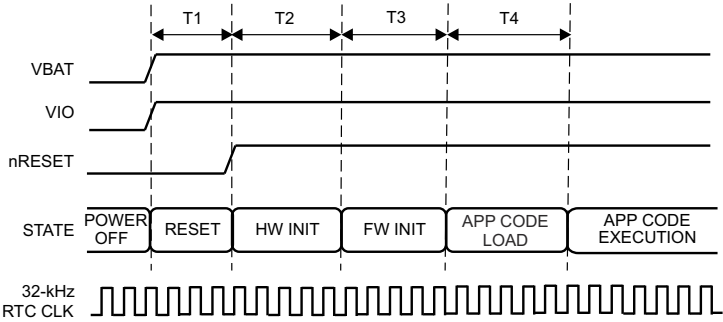 T1 T2 T3 T4
VBAT
VIO
nRESET
STATE
POWER
OFF
RESET
HW INIT
FW INIT
APP CODE
LOAD
APP CODE
EXECUTION
32-kHz
RTC CLK